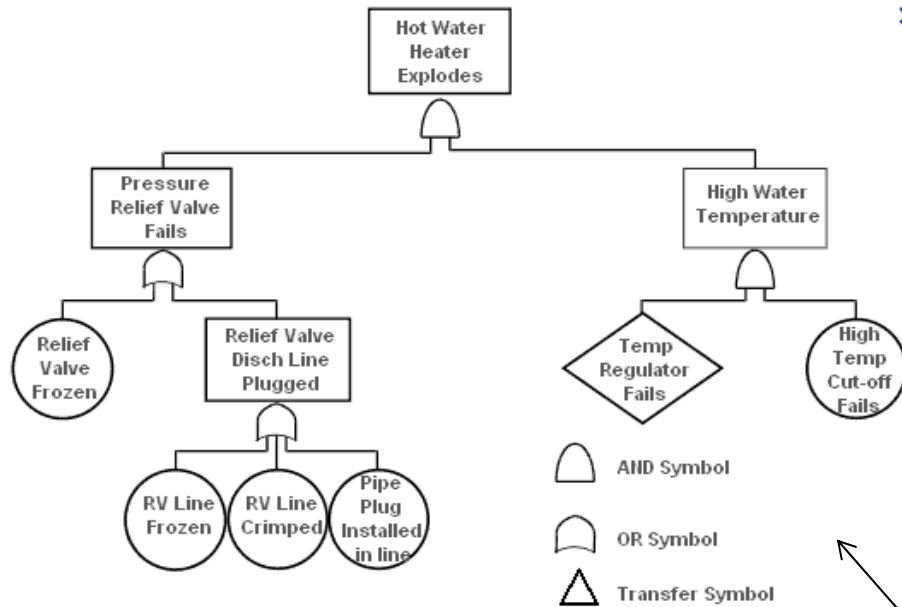 Hot Water
Heater
Explodes
Pressure
Relief Valve
Fails
High Water
Temperature
Relief
Valve
Frozen
Relief Valve
Disch Line
Plugged
Temp
Regulator
Fails
High
Temp
Cut-off
Fails
RV Line
Frozen
RV Line
Crimped
Pipe
Plug
Installed
in line
AND Symbol
OR Symbol
Transfer Symbol